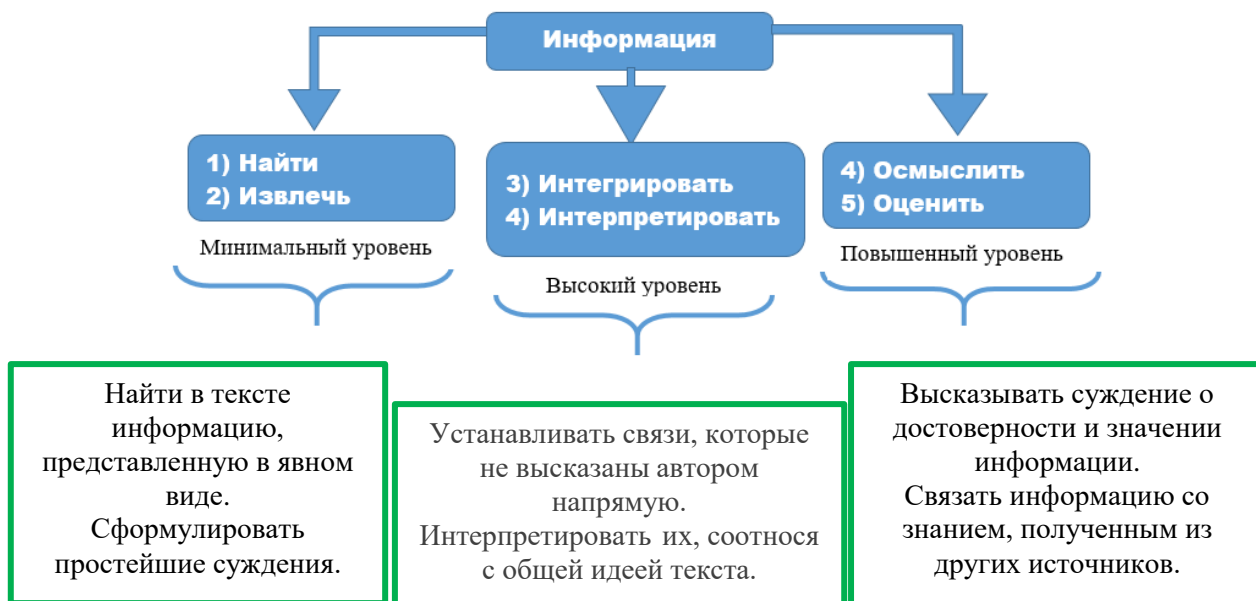 Информация
1) Найти
2) Извлечь
Минимальный уровень
3) Интегрировать
4) Интерпретировать
Высокий уровень
4) Осмыслить
5) Оценить
Повышенный уровень
Найти в тексте
информацию,
представленную в явном
виде.
Сформулировать
простейшие суждения.
Устанавливать связи, которые
не высказаны автором
напрямую.
Интерпретировать их, соотнося
с общей идеей текста.
Высказывать суждение о
достоверности и значении
информации.
Связать информацию со
знанием, полученным из
других источников.